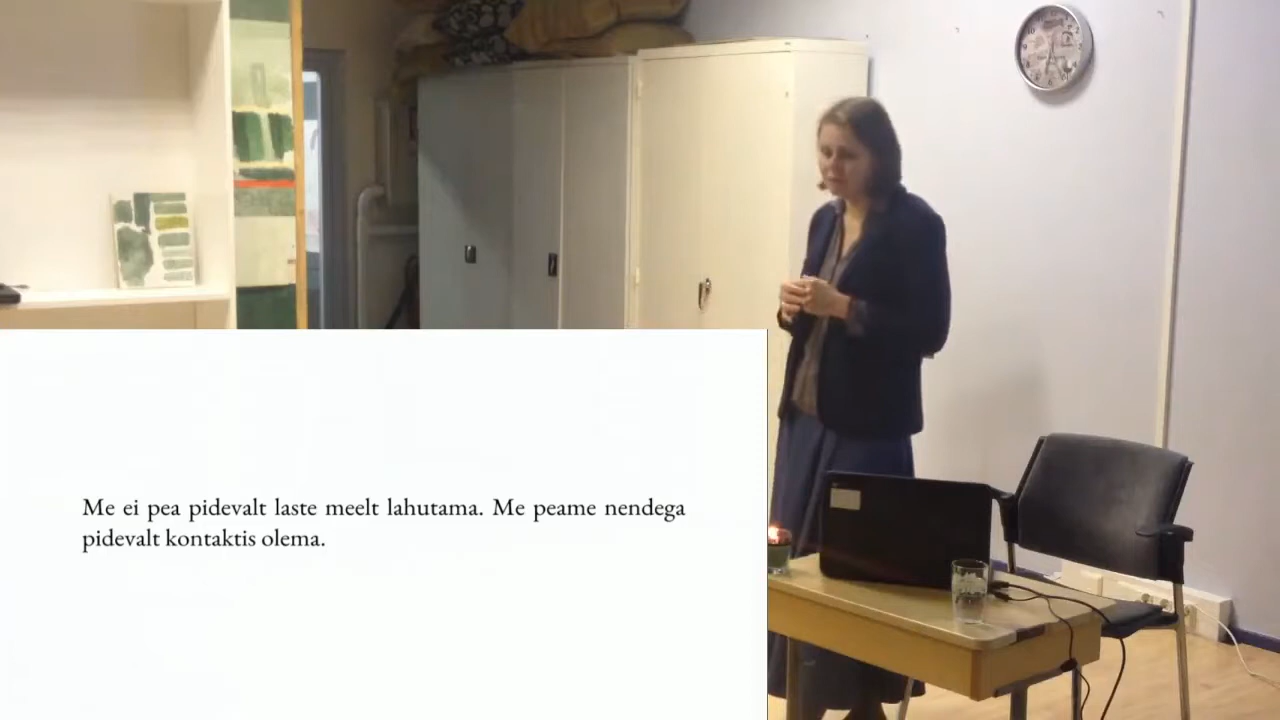 Me ei pea pidevalt laste meelt lahutama. Me peame nendega
pidevalt kontaktis olema.